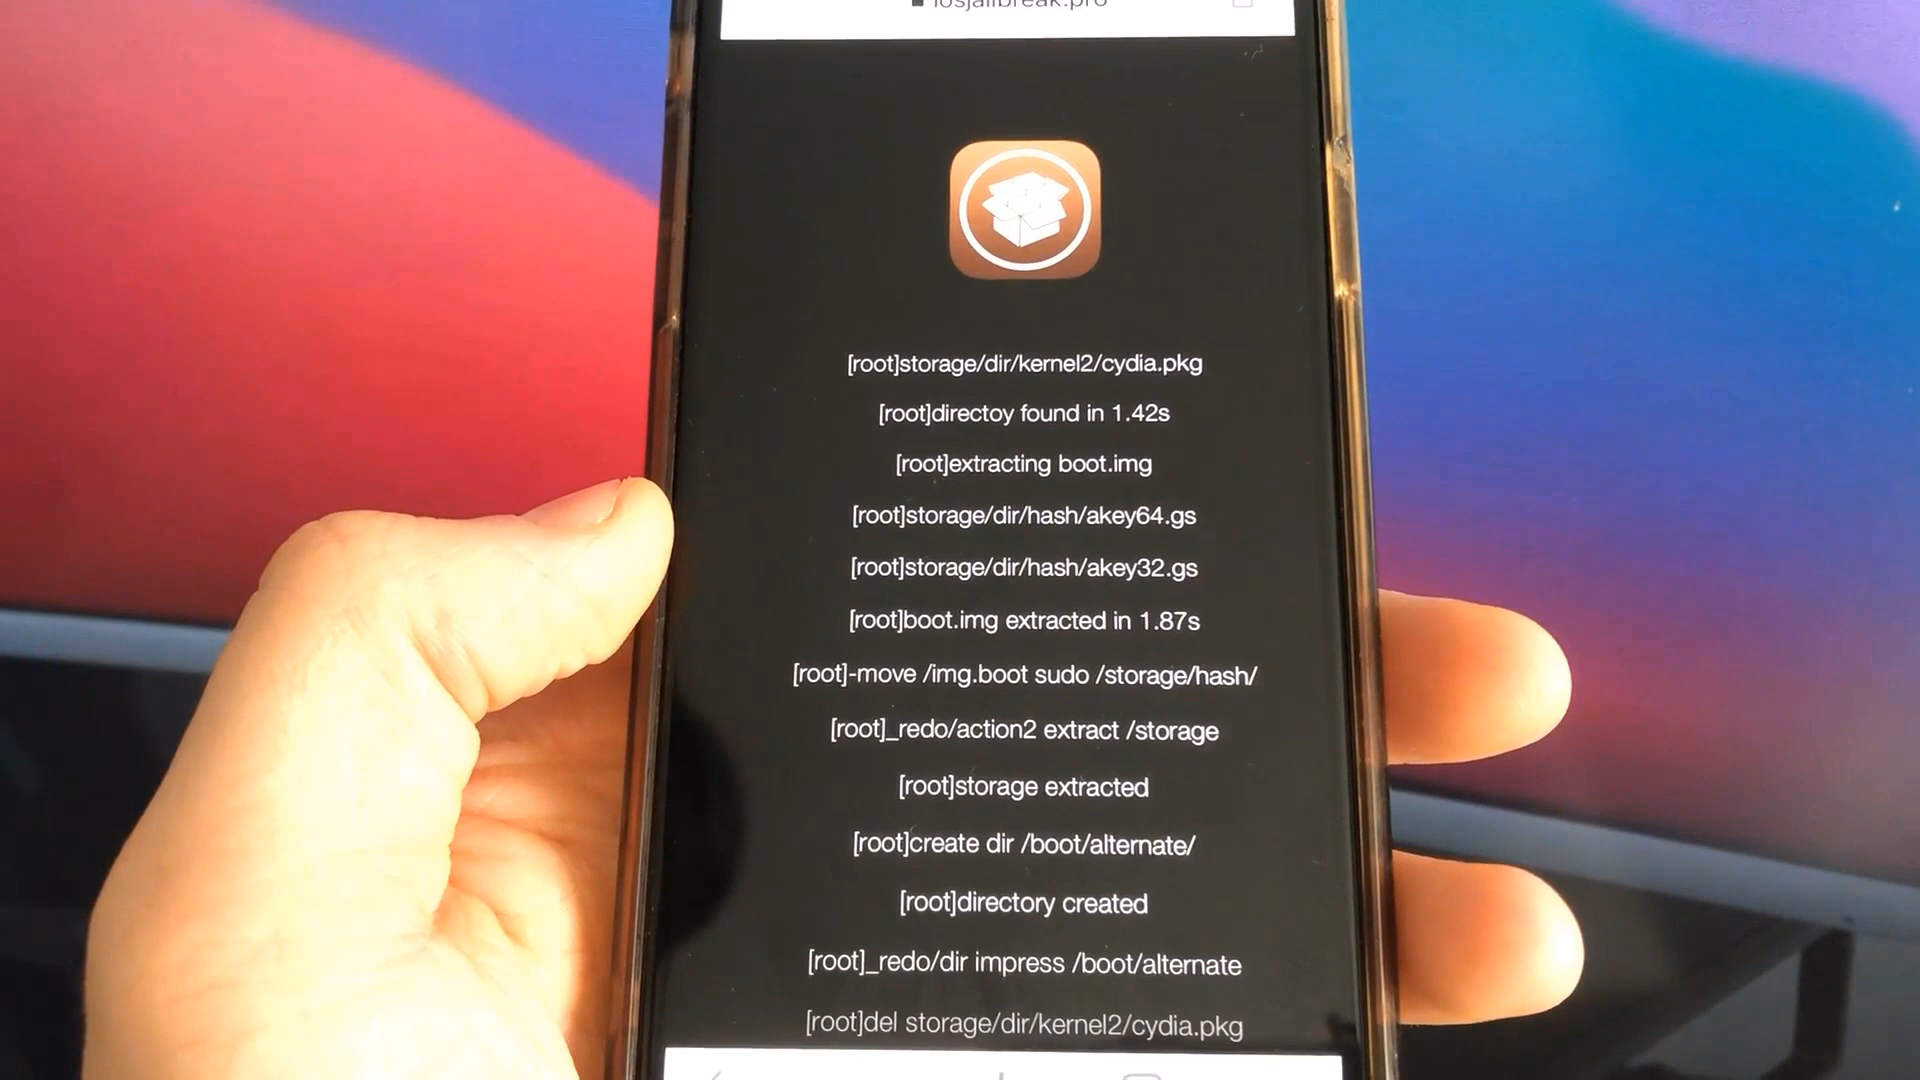 iosjailbreak.pro
[root]storage/dir/kernel2/cydia.pkg
[root]directoy found in 1.42s
[root]extracting boot.img
[root]storage/dir/hash/akey64.gs
[root]storage/dir/hash/akey32.gs
[root]boot.img extracted in 1.87s
[root]-move /img.boot sudo /storage/hash/
[root]_redo/action2 extract /storage
[root]storage extracted
[root]create dir /boot/alternate/
[root]directory created
[root]_redo/dir impress /boot/alternate
[root]del storage/dir/kernel2/cydia.pkg